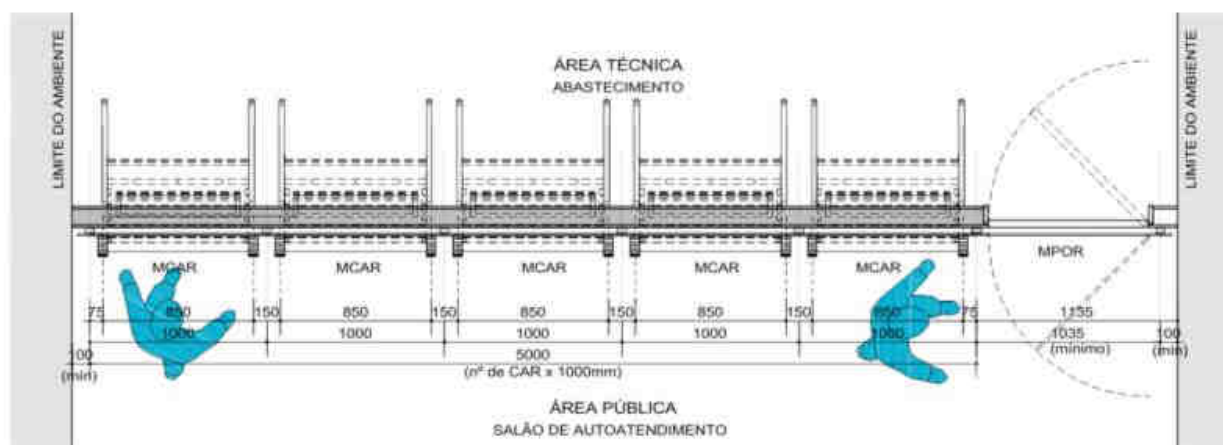 LIMITE DO AMBIENTE
ÁREA TÉCNICA
ABASTECIMENTO
LIMITE DO AMBIENTE
MCAR MCAR MCAR MCAR MCAR MPOR
75 850 150 850 150 850 150 850 150 850 75 1135
1000 1000 1000 1000 1000 1035 100
100 5000 (mínimo) (min)
(min) (nº de CAR x 1000mm)
ÁREA PÚBLICA
SALÃO DE AUTOATENDIMENTO